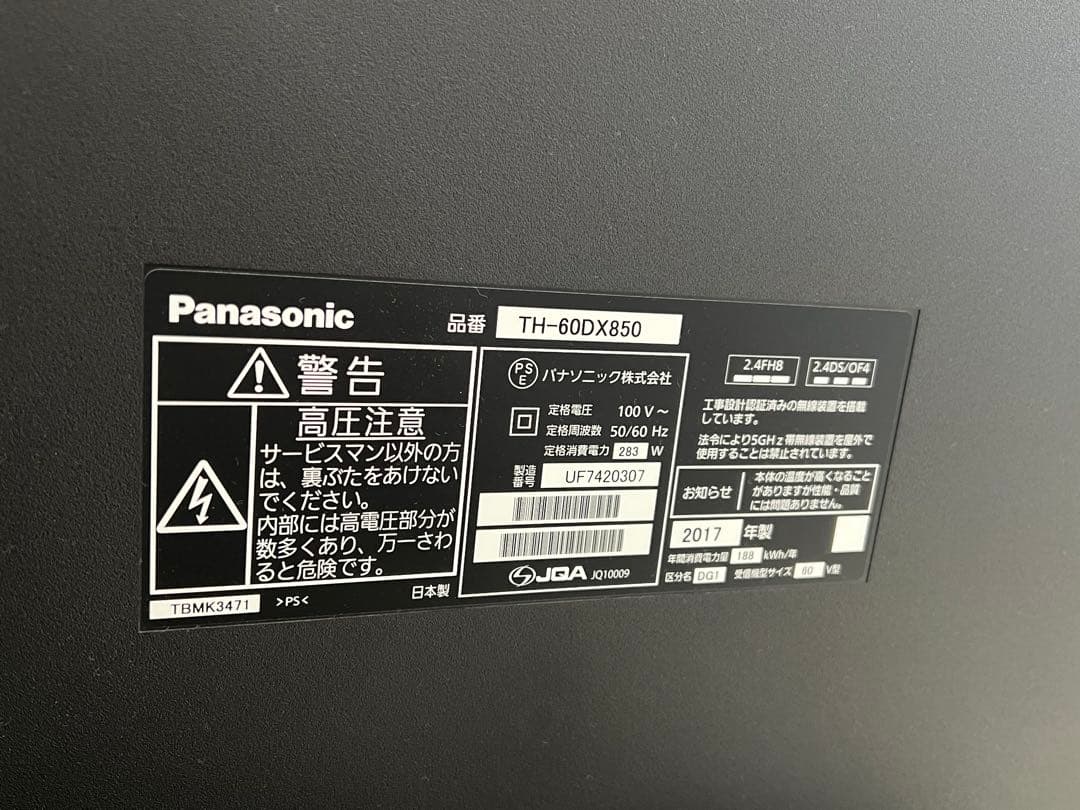 Panasonic
品番 TH-60DX850
警告
高圧注意
サービスマン以外の方
は、裏ぶたをあけない
でください。
内部には高電圧部分が
数多くあり、万一さわ
ると危険です。
TBMK3471 >PS<
日本製
PS
E
パナソニック株式会社
定格電圧 100 V～
定格周波数 50/60 Hz
定格消費電力 283 W
製造
番号 UF7420307
JQA JQ10009
2.4FH8
2.4DS/OF4
工事設計認証済みの無線装置を搭載
しています。
法令により5GHz帯無線装置を屋外で
使用することは禁止されています。
お知らせ
本体の温度が高くなること
がありますが性能・品質
には問題ありません。
2017 年製
年間消費電力量 188 kWh/年
区分名 DG1 受信機型サイズ 60 V型